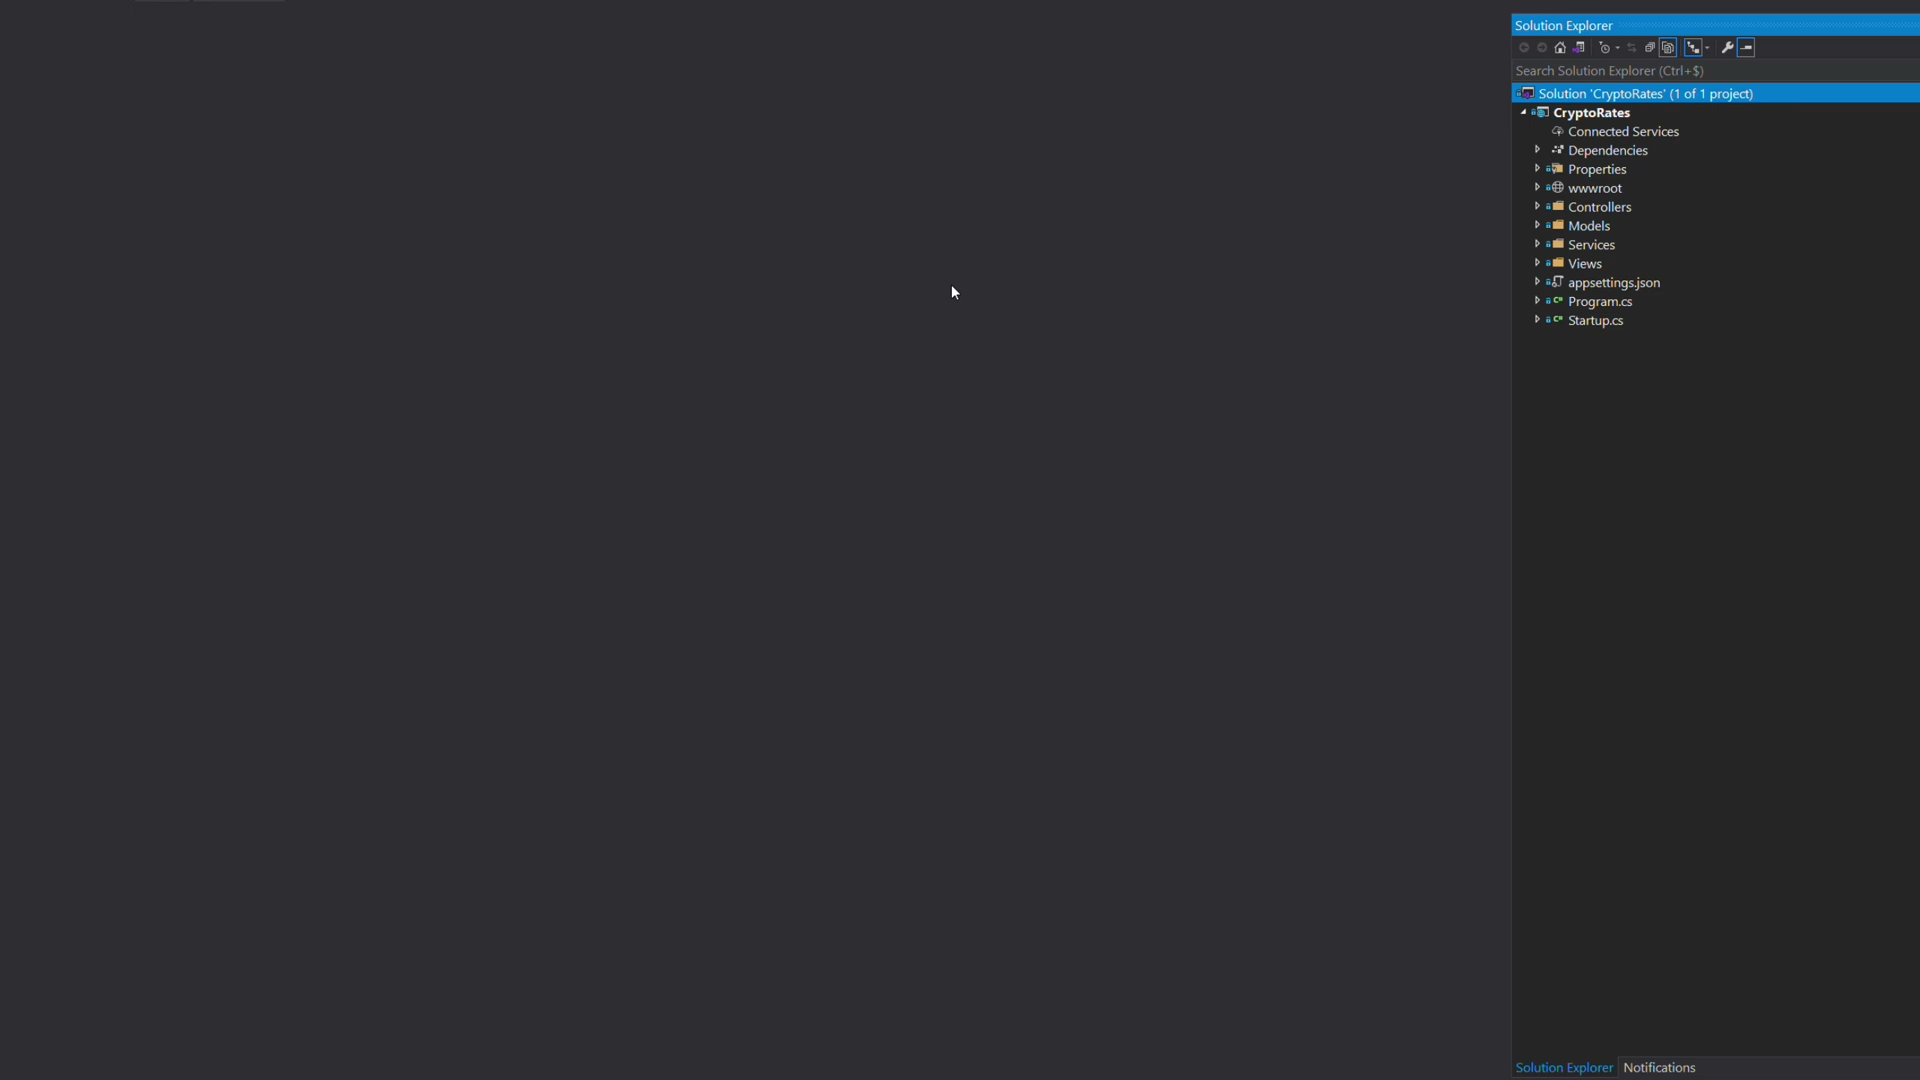 Solution Explorer
Search Solution Explorer (Ctrl+$)
Solution 'CryptoRates' (1 of 1 project)
CryptoRates
Connected Services
Dependencies
Properties
wwwroot
Controllers
Models
Services
Views
appsettings.json
Program.cs
Startup.cs
Solution Explorer
Notifications